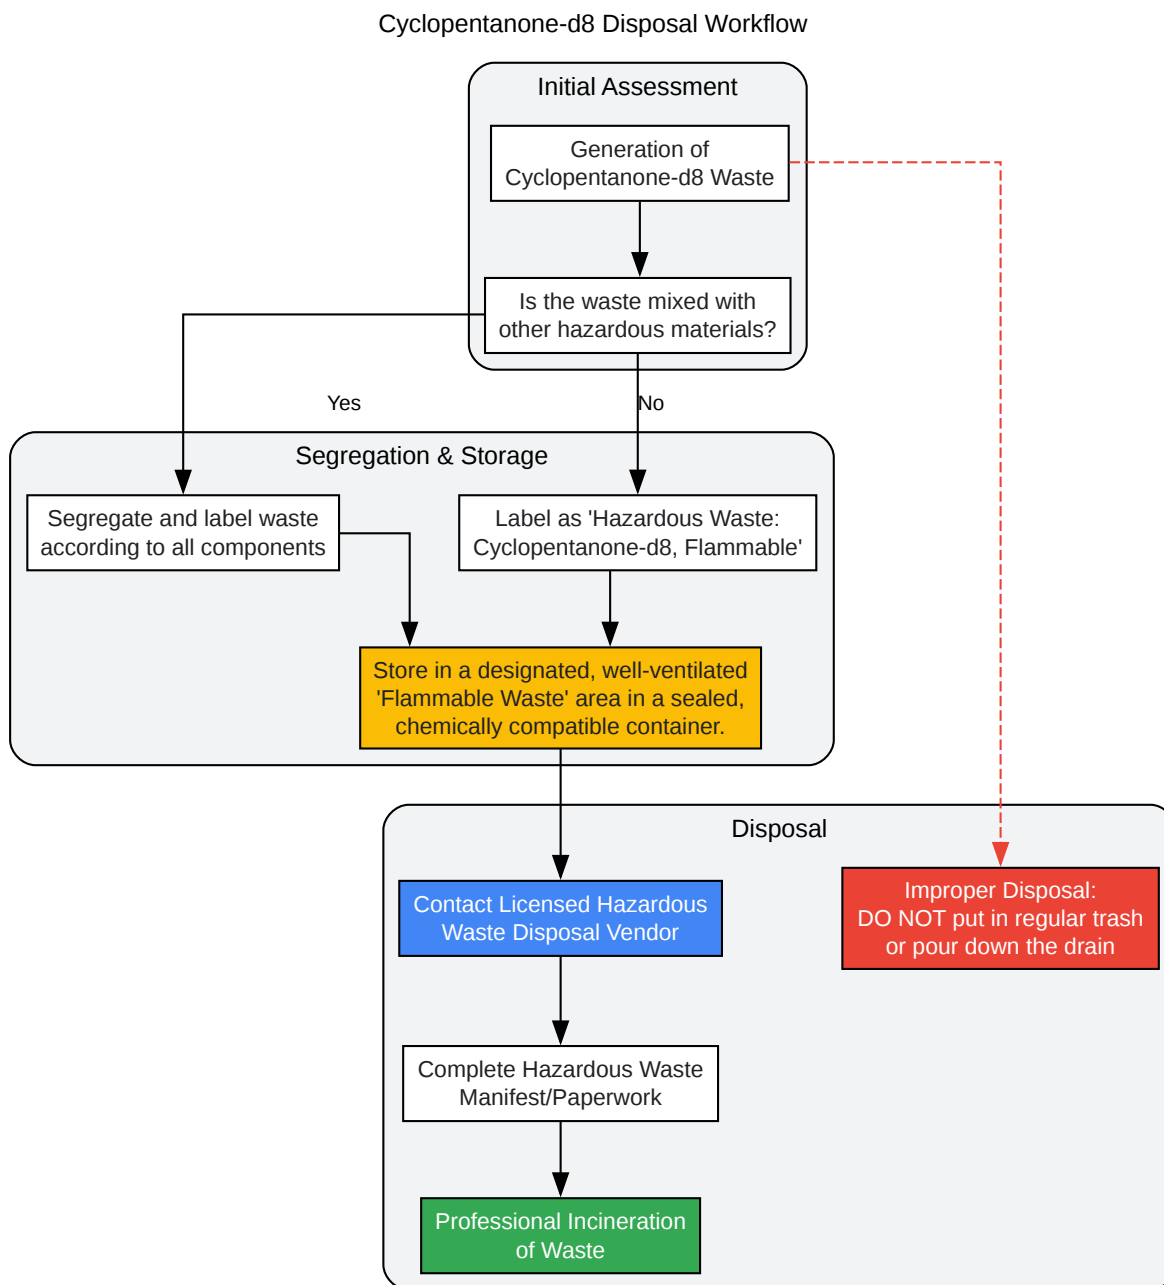 Cyclopentanone-d8 Disposal Workflow
Initial Assessment
Generation of
Cyclopentanone-d8 Waste
Is the waste mixed with
other hazardous materials?
Yes
No
Segregation & Storage
Segregate and label waste
according to all components
Label as 'Hazardous Waste:
Cyclopentanone-d8, Flammable'
Store in a designated, well-ventilated
'Flammable Waste' area in a sealed,
chemically compatible container.
Disposal
Contact Licensed Hazardous
Waste Disposal Vendor
Improper Disposal:
DO NOT put in regular trash
or pour down the drain
Complete Hazardous Waste
Manifest/Paperwork
Professional Incineration
of Waste